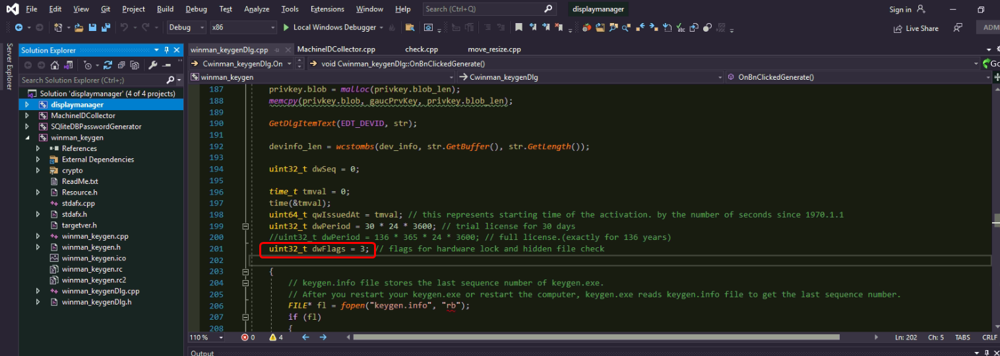 File Edit View Git Project Build Debug Test Analyze Tools Extensions Window Help Search (Ctrl+Q) displaymanager Sign in
Debug x86 Local Windows Debugger Live Share ADM
Server Explorer
Solution Explorer
Search Solution Explorer (Ctrl+;)
Solution 'displaymanager' (4 of 4 projects)
displaymanager
MachineIDCollector
SQliteDBPasswordGenerator
winman_keygen
References
External Dependencies
crypto
ReadMe.txt
Resource.h
stdafx.cpp
stdafx.h
targetver.h
winman_keygen.cpp
winman_keygen.h
winman_keygen.ico
winman_keygen.rc
winman_keygen.rc2
winman_keygenDlg.cpp
winman_keygenDlg.h
winman_keygenDlg.cpp MachineIDCollector.cpp check.cpp move_resize.cpp
Cwinman_keygenDlg.On void Cwinman_keygenDlg::OnBnClickedGenerate() Go
winman_keygen Cwinman_keygenDlg OnBnClickedGenerate()
187 privkey.blob = malloc(privkey.blob_len);
188 memcpy(privkey.blob, gaucPrvKey, privkey.blob_len);
189
190 GetDlgItemText(EDT_DEVID, str);
191
192 devinfo_len = wcstombs(dev_info, str.GetBuffer(), str.GetLength());
193
194 uint32_t dwSeq = 0;
195
196 time_t tmval = 0;
197 time(&tmval);
198 uint64_t qwIssuedAt = tmval; // this represents starting time of the activation. by the number of seconds since 1970.1.1
199 uint32_t dwPeriod = 30 * 24 * 3600; // trial license for 30 days
200 //uint32_t dwPeriod = 136 * 365 * 24 * 3600; // full license.(exactly for 136 years)
201 uint32_t dwFlags = 3; // flags for hardware lock and hidden file check
202
203 {
204 // keygen.info file stores the last sequence number of keygen.exe.
205 // After you restart your keygen.exe or restart the computer, keygen.exe reads keygen.info file to get the last sequence number.
206 FILE* fl = fopen("keygen.info", "rb");
207 if (fl)
208 {
110 % 0 4 Ln: 202 Ch: 5 TABS CRLF
Output